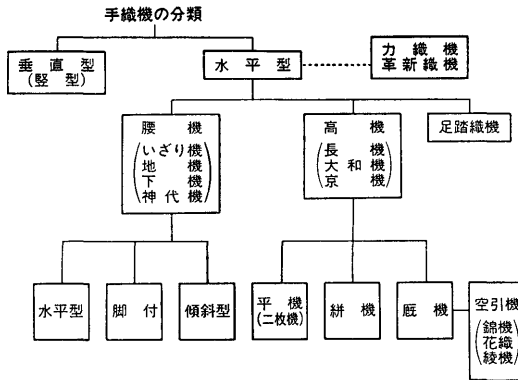 手織機の分類
垂直型
(竪型)
水平型
力織機
革新織機
腰機
(いざり機
地機
下機
神代機)
高機
(長機
大和機
京機)
足踏織機
水平型
脚付
傾斜型
平機
(二枚機)
絣機
厩機
空引機
(錦機
花織
綾機)